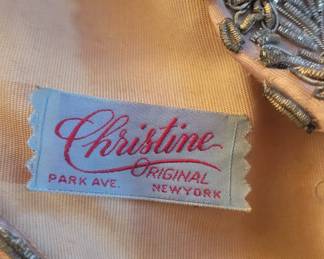 Christine
ORIGINAL
PARK AVE. NEW YORK